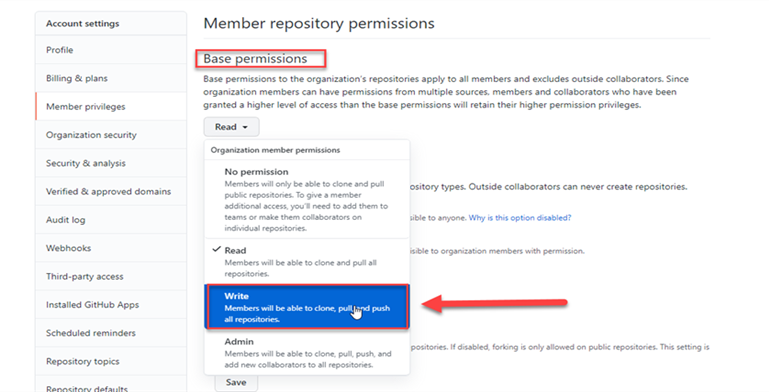 Account settings
Profile
Billing & plans
Member privileges
Organization security
Security & analysis
Verified & approved domains
Audit log
Webhooks
Third-party access
Installed GitHub Apps
Scheduled reminders
Repository topics
Repository defaults
Member repository permissions
Base permissions
Base permissions to the organization's repositories apply to all members and excludes outside collaborators. Since
organization members can have permissions from multiple sources, members and collaborators who have been
granted a higher level of access than the base permissions will retain their higher permission privileges.
Read
Organization member permissions
No permission
Members will only be able to clone and pull
public repositories. To give a member
additional access, you'll need to add them to
teams or make them collaborators on
individual repositories.
Read
Members will be able to clone and pull all
repositories.
Write
Members will be able to clone, pull, and push
all repositories.
Admin
Members will be able to clone, pull, push, and
add new collaborators to all repositories.
Save
ository types. Outside collaborators can never create repositories.
sible to anyone. Why is this option disabled?
isible to organization members with permission.
positories. If disabled, forking is only allowed on public repositories. This setting is